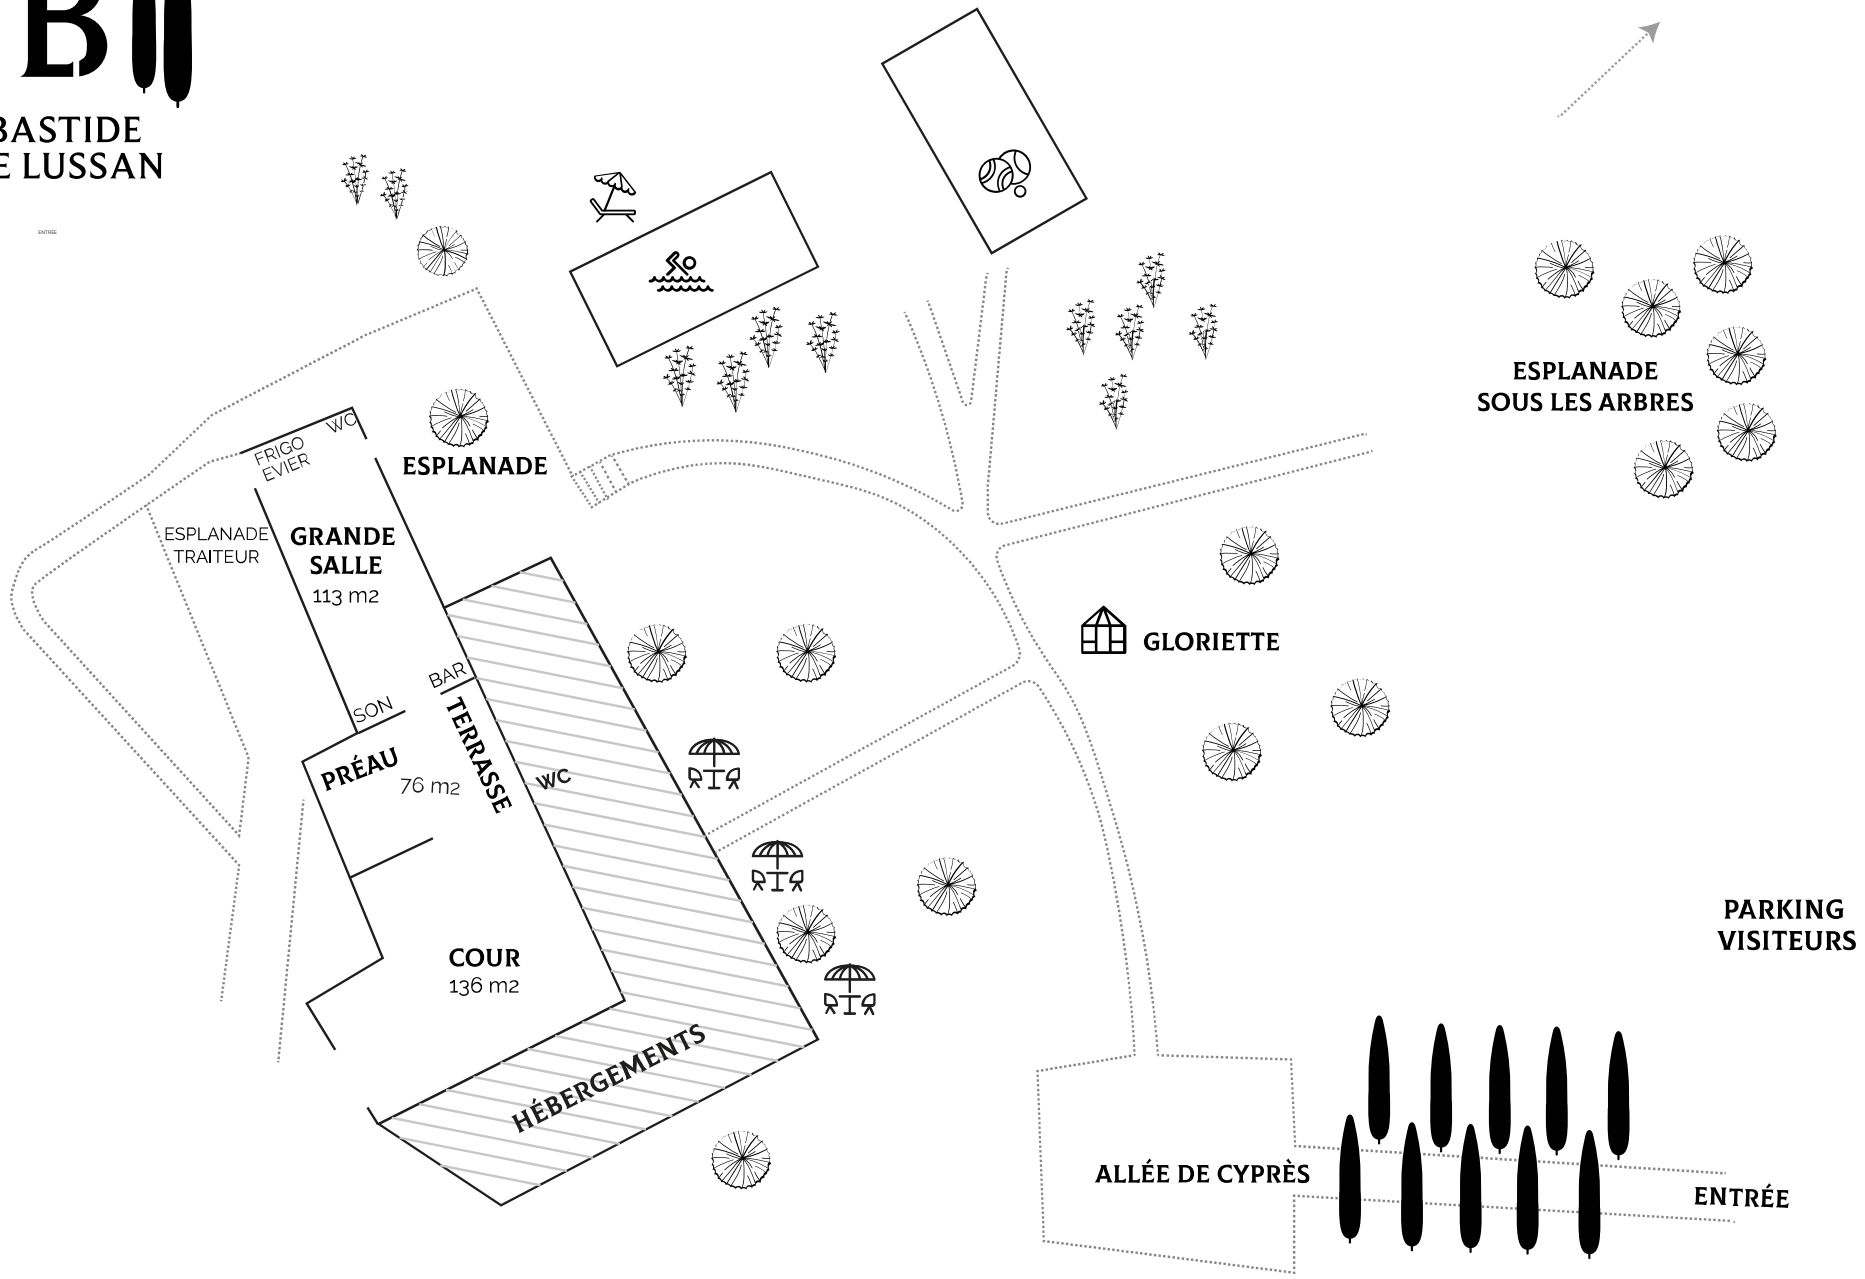 B
BASTIDE
E LUSSAN
ENTRÉE
WC
FRIGO
EVIER
ESPLANADE
ESPLANADE
TRAITEUR
GRANDE
SALLE
113 m2
BAR
SON
TERRASSE
PRÉAU
76 m2
WC
COUR
136 m2
HÉBERGEMENTS
GLORIETTE
ESPLANADE
SOUS LES ARBRES
PARKING
VISITEURS
ALLÉE DE CYPRÈS
ENTRÉE